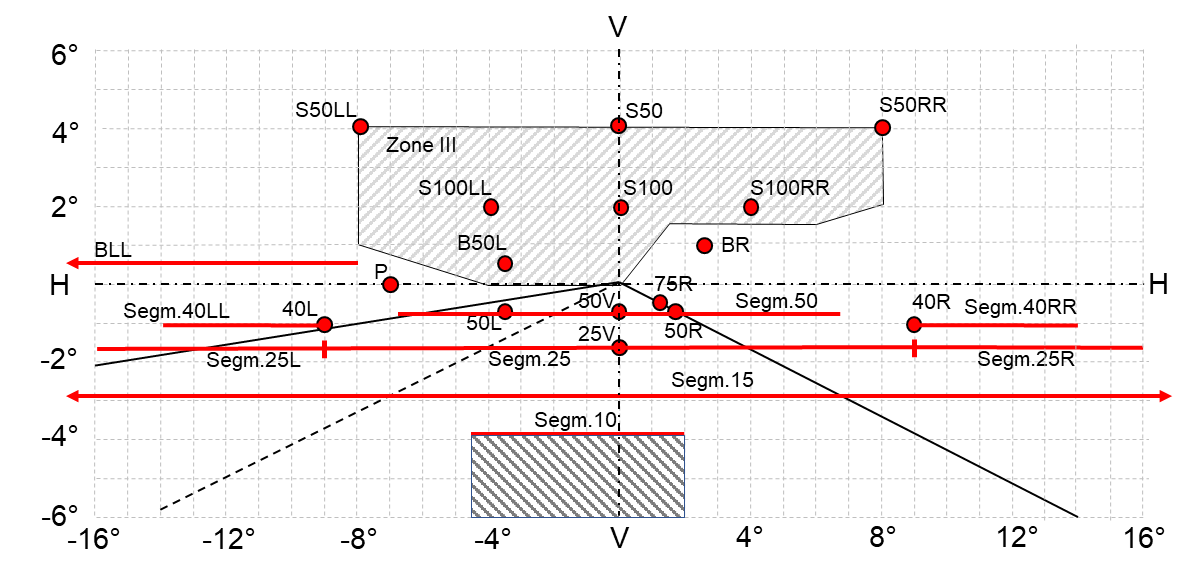 V
6°
S50LL
S50
S50RR
4°
Zone III
S100LL
S100
S100RR
2°
B50L
BR
BLL
P
H
H
75R
Segm.40LL
40L
50V
Segm.50
40R
Segm.40RR
50L
50R
25V
-2°
Segm.25L
Segm.25
Segm.25R
Segm.15
Segm.10
-4°
-6°
-16°
-12°
-8°
-4°
V
4°
8°
12°
16°